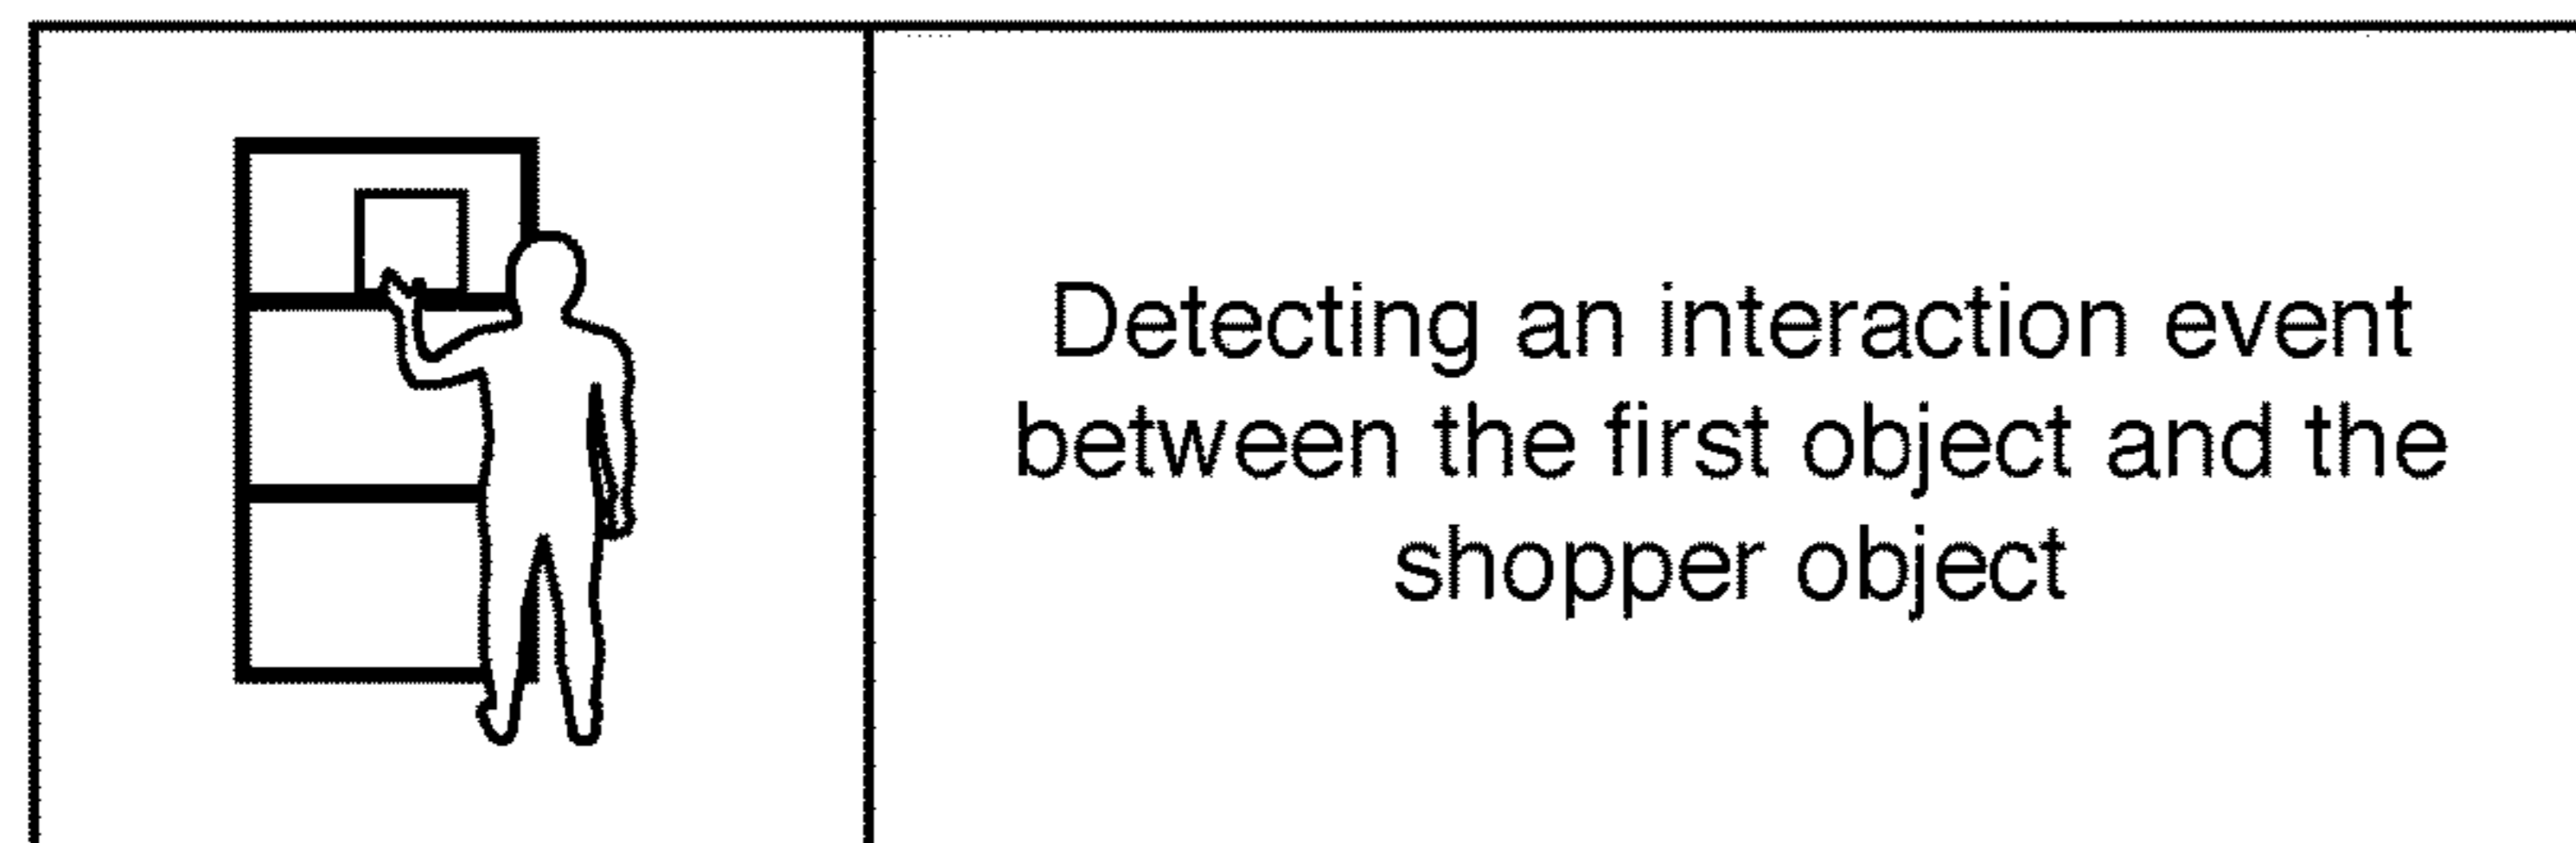 Detecting an interaction event
between the first object and the
shopper object